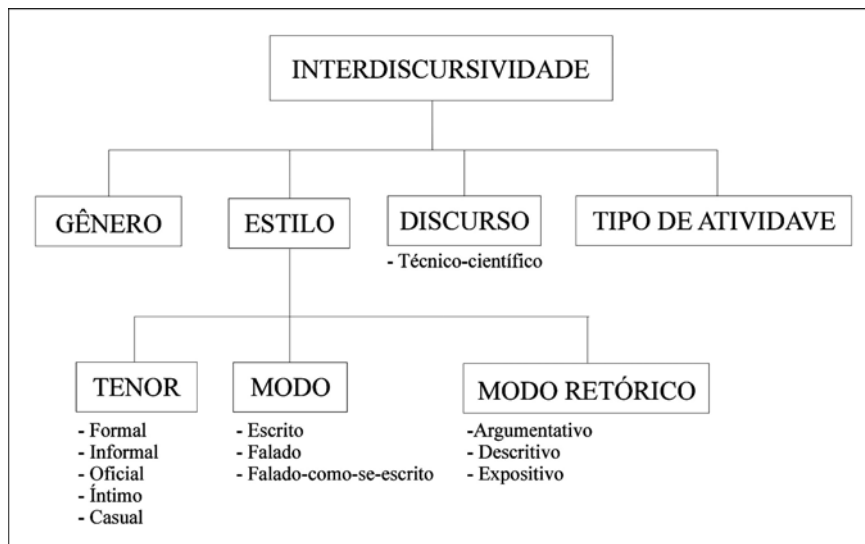 INTERDISCURSIVIDADE
GÊNERO
ESTILO
DISCURSO
- Técnico-científico
TIPO DE ATIVIDAVE
TENOR
- Formal
- Informal
- Oficial
- Íntimo
- Casual
MODO
- Escrito
- Falado
- Falado-como-se-escrito
MODO RETÓRICO
-Argumentativo
- Descritivo
- Expositivo